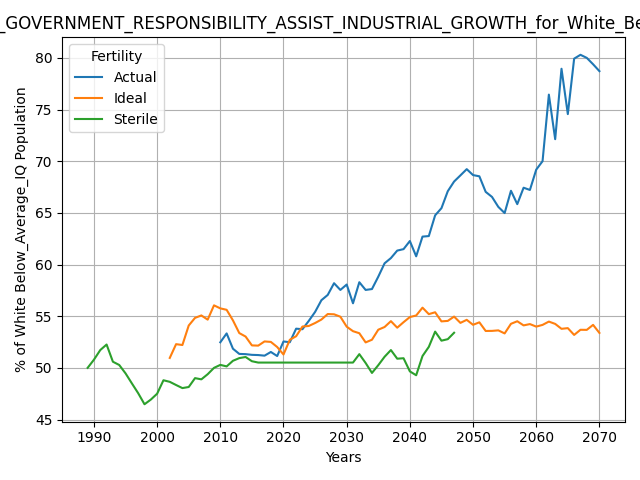 _GOVERNMENT_RESPONSIBILITY_ASSIST_INDUSTRIAL_GROWTH_for_White_Be
Fertility
Actual
Ideal
Sterile
% of White Below_Average_IQ Population
80
75
70
65
60
55
50
45
1990 2000 2010 2020 2030 2040 2050 2060 2070
Years